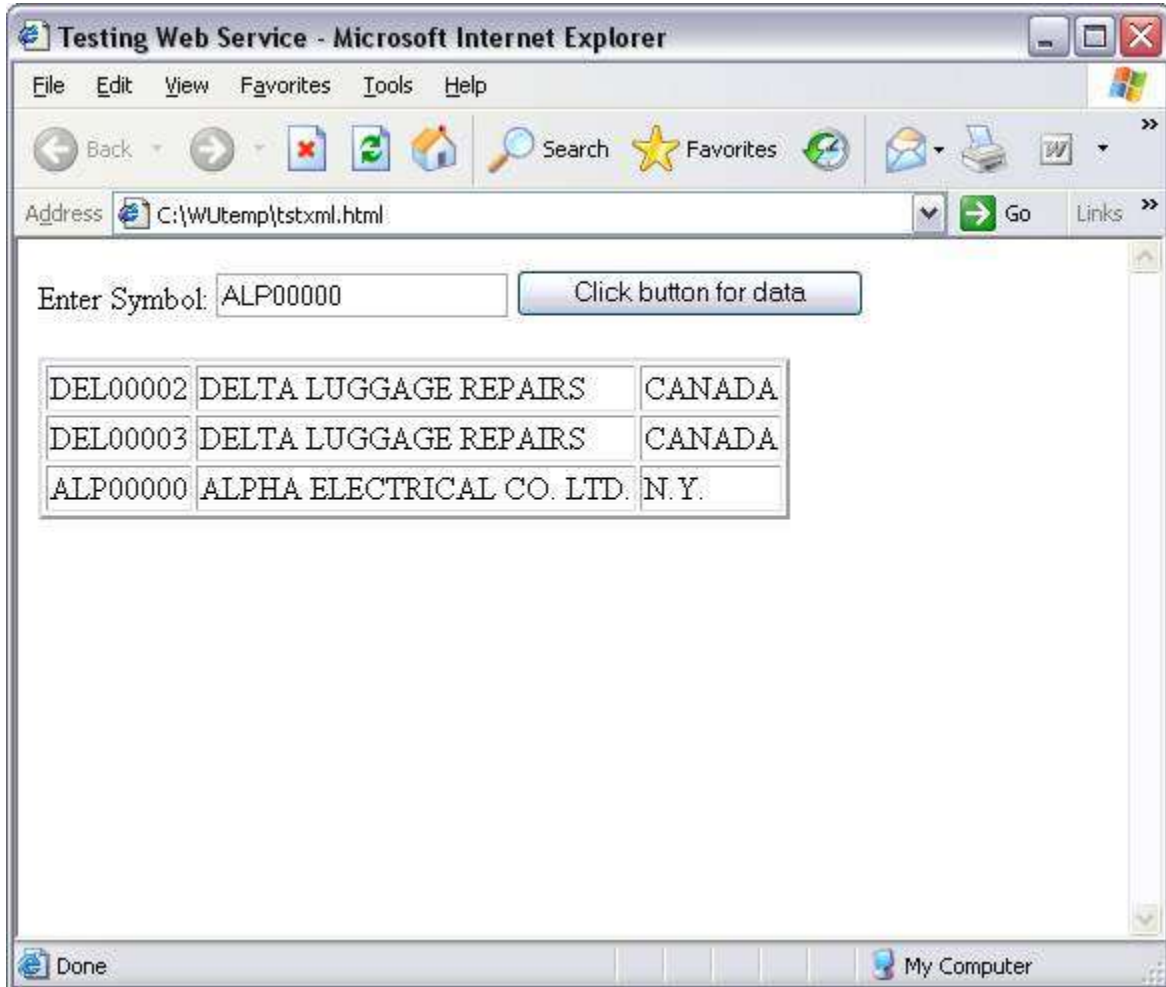 Testing Web Service - Microsoft Internet Explorer
File Edit View Favorites Tools Help
Back Search Favorites W »
Address C:\WUtemp\tstxml.html Go Links »
Enter Symbol: ALP00000 Click button for data
DEL00002 DELTA LUGGAGE REPAIRS CANADA
DEL00003 DELTA LUGGAGE REPAIRS CANADA
ALP00000 ALPHA ELECTRICAL CO. LTD. N.Y.
Done My Computer